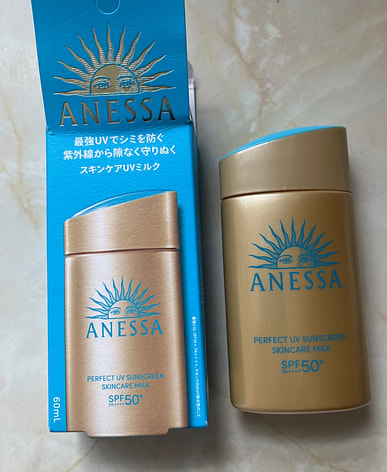 ANESSA
最強UVでシミを防ぐ
紫外線から隙なく守りぬく
スキンケアUVミルク
ANESSA
PERFECT UV SUNSCREEN
SKINCARE MILK
SPF50+
PA++++
60mL
ANESSA
PERFECT UV SUNSCREEN
SKINCARE MILK
SPF50+
PA++++